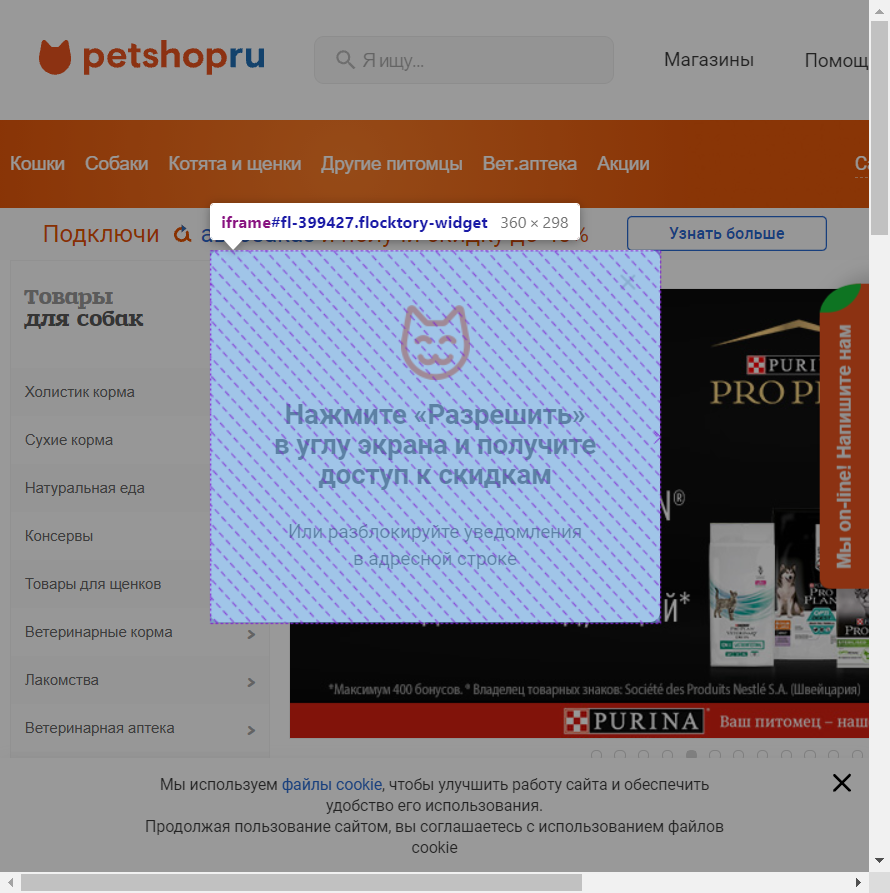 petshopru
Я ищу...
Магазины
Помощ
Кошки
Собаки
Котята и щенки
Другие питомцы
Вет.аптека
Акции
iframe#fl-399427.flocktory-widget 360 × 298
Подключи
и получи скидку до
Узнать больше
Товары
для собак
Холистик корма
Сухие корма
Натуральная еда
Консервы
Товары для щенков
Ветеринарные корма
Лакомства
Ветеринарная аптека
Нажмите «Разрешить»
в углу экрана и получите
доступ к скидкам
Или разблокируйте уведомления
в адресной строке
PURI
PRO PL
Мы on-line! Напишите нам
*Максимум 400 бонусов. * Владелец товарных знаков: Société des Produits Nestlé S.A. (Швейцария)
PURINA
Ваш питомец – наш
Мы используем файлы cookie, чтобы улучшить работу сайта и обеспечить
удобство его использования.
Продолжая пользование сайтом, вы соглашаетесь с использованием файлов
cookie